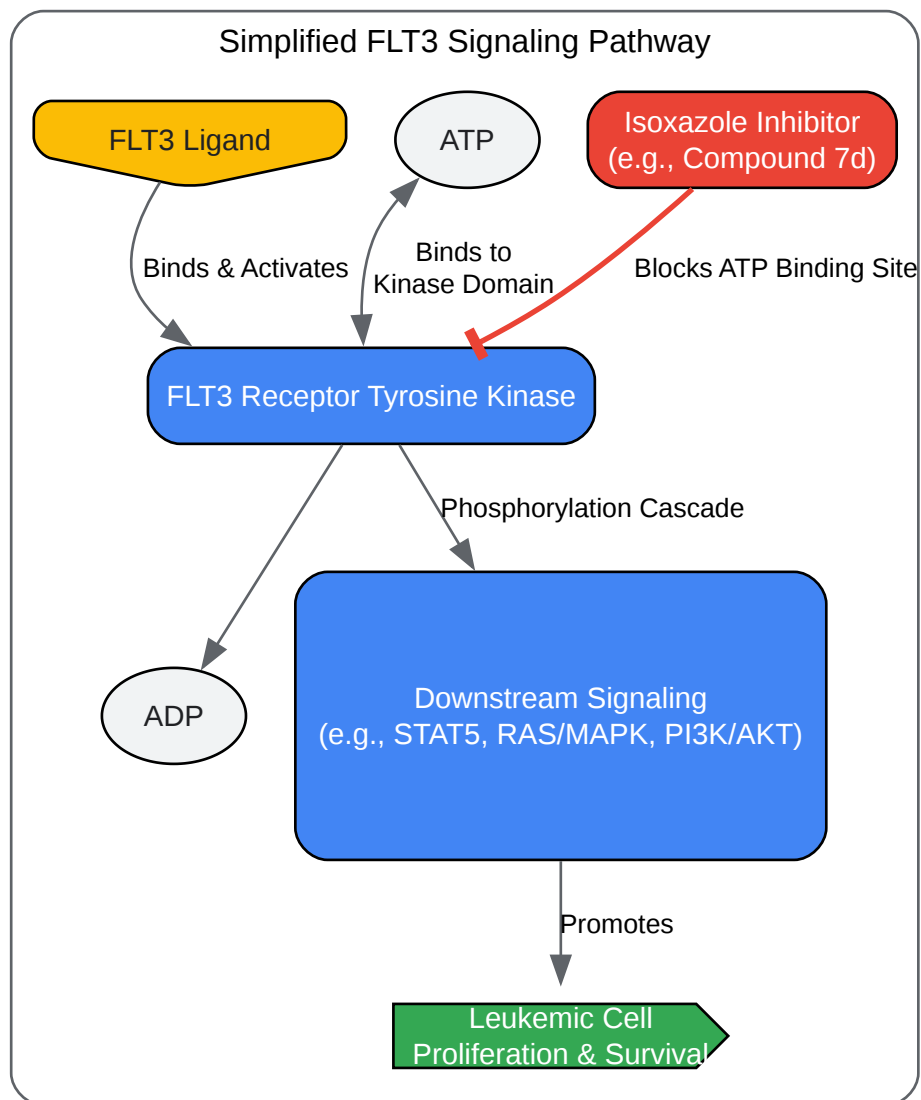 Simplified FLT3 Signaling Pathway
FLT3 Ligand
ATP
Isoxazole Inhibitor
(e.g., Compound 7d)
Binds & Activates
Binds to
Kinase Domain
Blocks ATP Binding Site
FLT3 Receptor Tyrosine Kinase
Phosphorylation Cascade
ADP
Downstream Signaling
(e.g., STAT5, RAS/MAPK, PI3K/AKT)
Promotes
Leukemic Cell
Proliferation & Survival